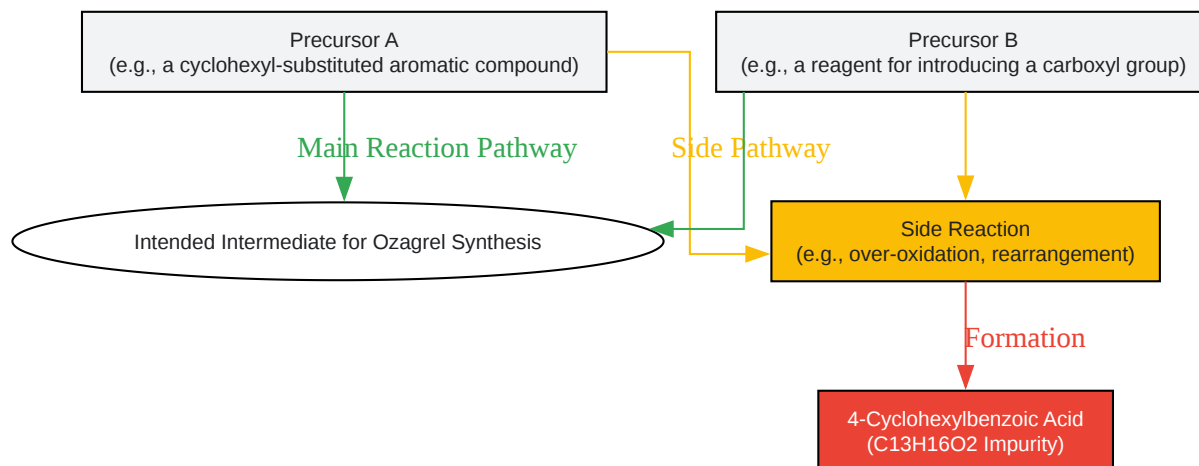 Precursor A
(e.g., a cyclohexyl-substituted aromatic compound)
Precursor B
(e.g., a reagent for introducing a carboxyl group)
Main Reaction Pathway
Side Pathway
Intended Intermediate for Ozagrel Synthesis
Side Reaction
(e.g., over-oxidation, rearrangement)
Formation
4-Cyclohexylbenzoic Acid
(C13H16O2 Impurity)